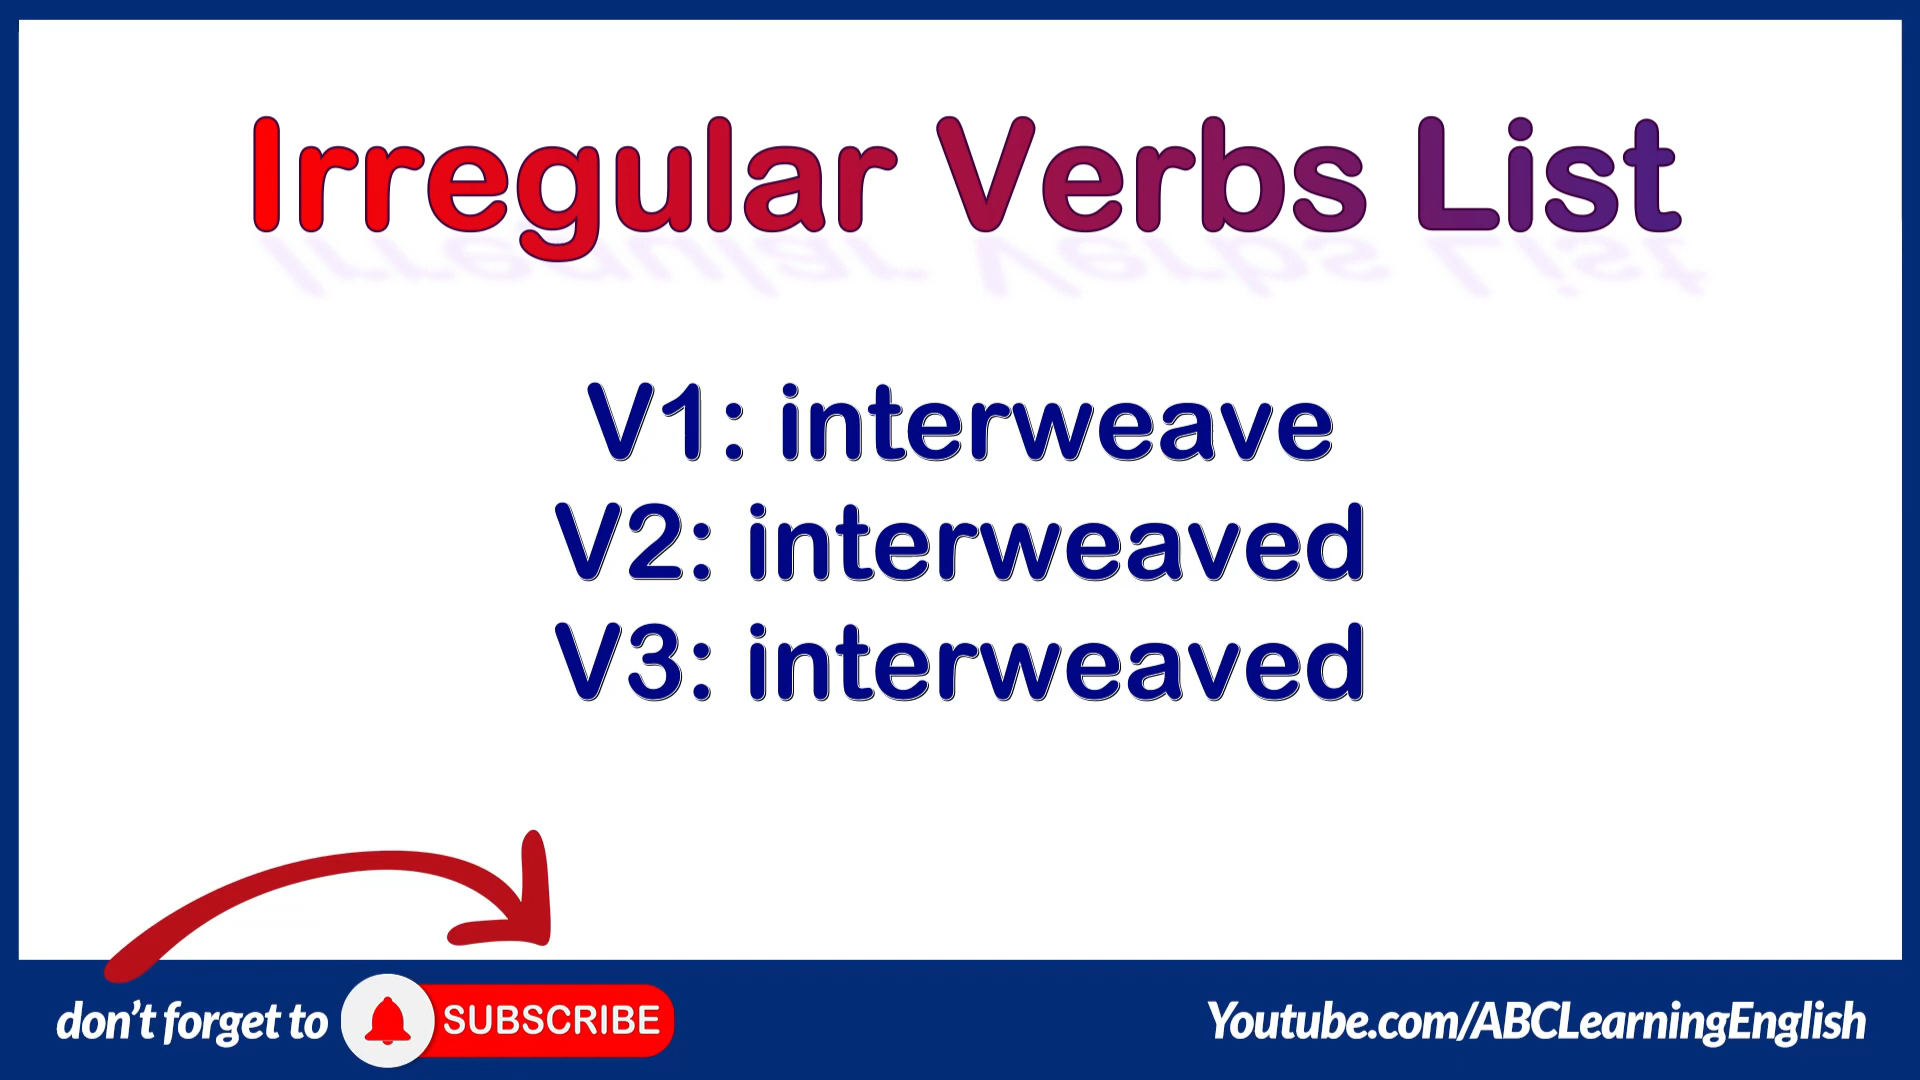 Irregular Verbs List
V1: interweave
V2: interweaved
V3: interweaved
don't forget to SUBSCRIBE
Youtube.com/ABCLearningEnglish